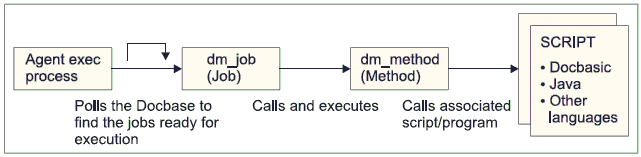 Agent exec
process
dm_job
(Job)
dm_method
(Method)
SCRIPT
• Docbasic
• Java
• Other
languages
Polls the Docbase to
find the jobs ready for
execution
Calls and executes
Calls associated
script/program